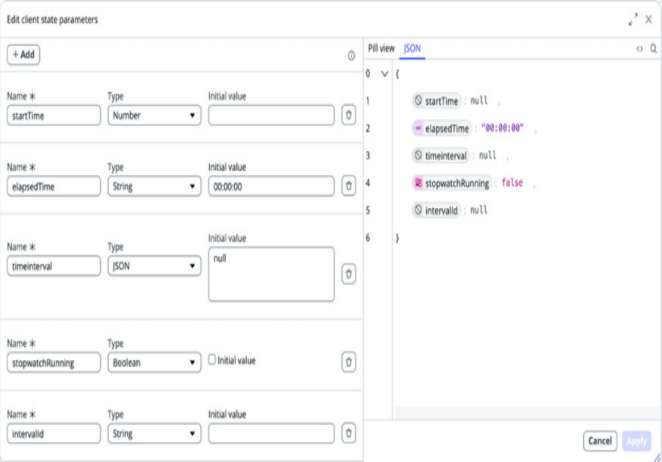 Edit client state parameters
+ Add
Name *
Type
Initial value
startTime
Number
Name *
Type
Initial value
elapsedTime
String
00:00:00
Name *
Type
Initial value
timeinterval
JSON
null
Name *
Type
stopwatchRunning
Boolean
Initial value
Name *
Type
Initial value
intervalId
String
Pill view JSON
0 {
1 startTime : null ,
2 elapsedTime : "00:00:00" ,
3 timeinterval : null ,
4 stopwatchRunning : false ,
5 intervalId : null
6 }
Cancel Apply